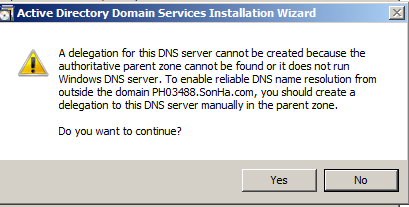 Active Directory Domain Services Installation Wizard
A delegation for this DNS server cannot be created because the
authoritative parent zone cannot be found or it does not run
Windows DNS server. To enable reliable DNS name resolution from
outside the domain PH03488.SonHa.com, you should create a
delegation to this DNS server manually in the parent zone.
Do you want to continue?
Yes No